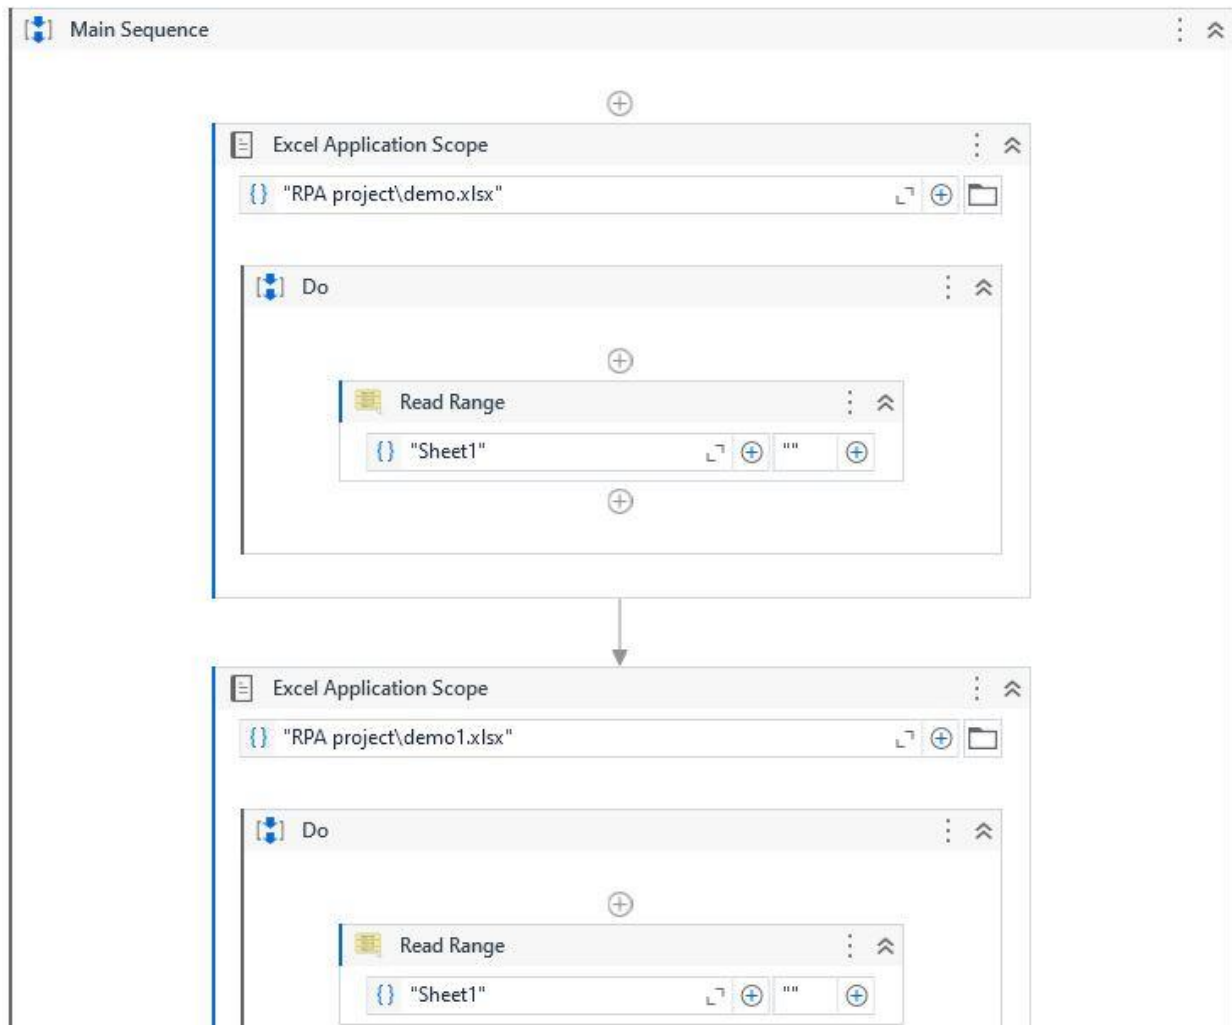 Main Sequence
Excel Application Scope
"RPA project\demo.xlsx"
Do
Read Range
"Sheet1" ""
Excel Application Scope
"RPA project\demo1.xlsx"
Do
Read Range
"Sheet1" ""